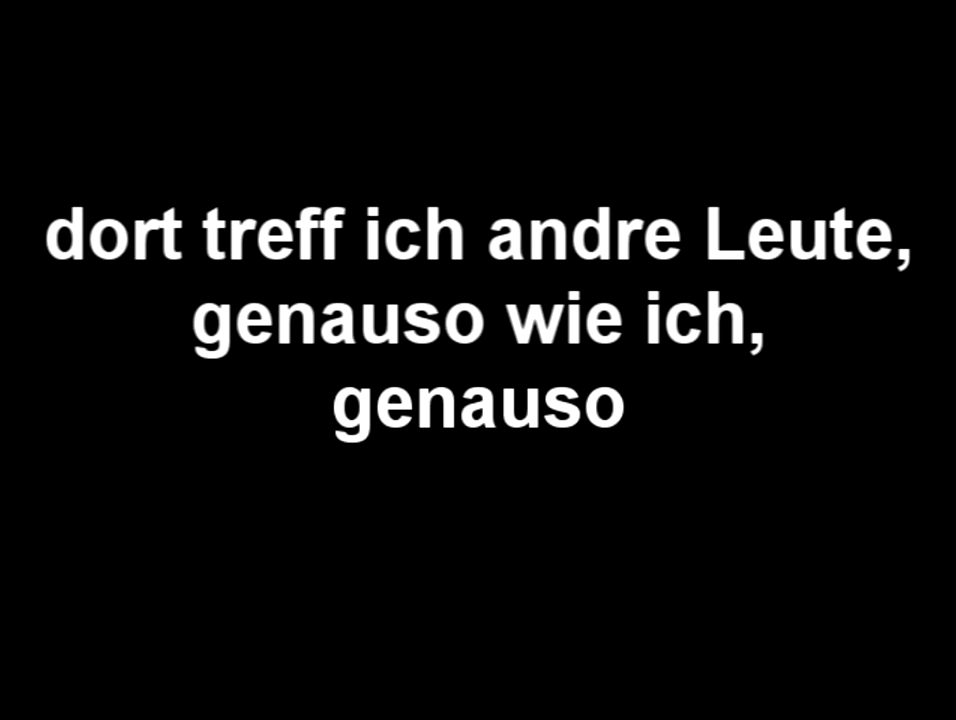 dort treff ich andre Leute,
genauso wie ich,
genauso